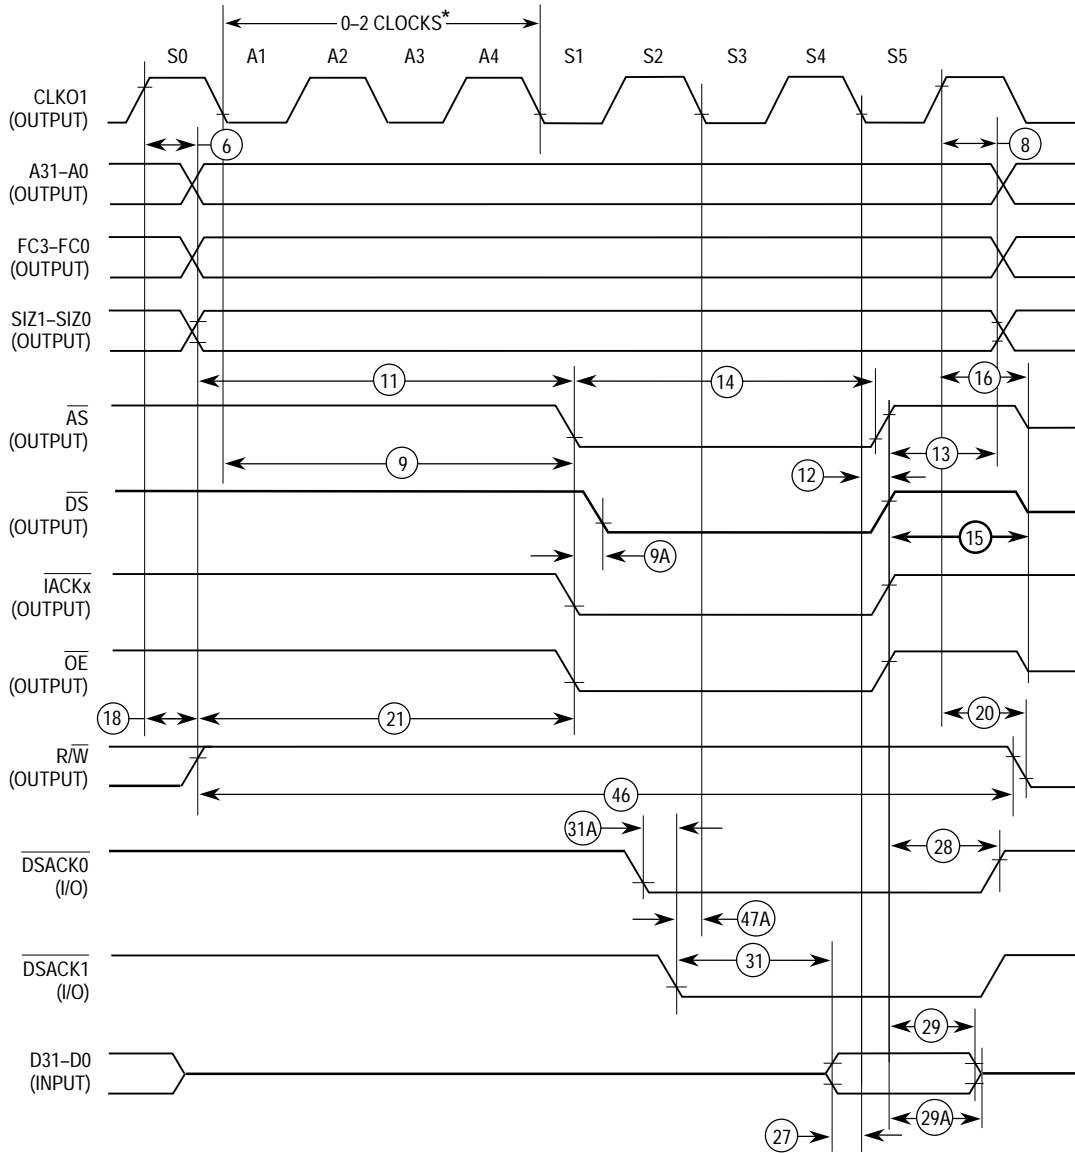 0–2 CLOCKS*
S0 A1 A2 A3 A4 S1 S2 S3 S4 S5
CLKO1
(OUTPUT)
6
8
A31–A0
(OUTPUT)
FC3–FC0
(OUTPUT)
SIZ1–SIZ0
(OUTPUT)
11
14
16
AS
(OUTPUT)
9
12
13
DS
(OUTPUT)
9A
15
IACKx
(OUTPUT)
OE
(OUTPUT)
18
21
20
R/W
(OUTPUT)
46
31A
28
DSACK0
(I/O)
47A
DSACK1
(I/O)
31
29
D31–D0
(INPUT)
29A
27